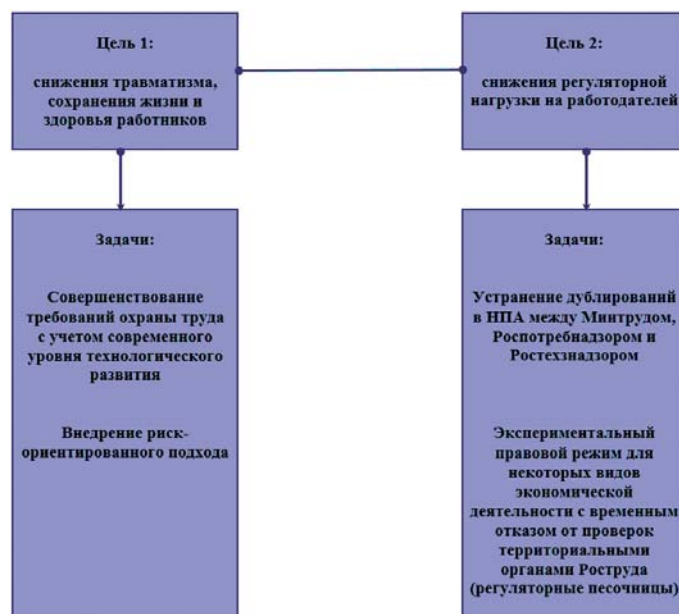 Цель 1:
снижения травматизма,
сохранения жизни и
здоровья работников
Цель 2:
снижения регуляторной
нагрузки на работодателей
Задачи:
Совершенствование
требований охраны труда
с учетом современного
уровня технологического
развития
Внедрение риск-
ориентированного подхода
Задачи:
Устранение дублирований
в НПА между Минтрудом,
Роспотребнадзором и
Ростехнадзором
Экспериментальный
правовой режим для
некоторых видов
экономической
деятельности с временным
отказом от проверок
территориальными
органами Роструда
(регуляторные песочницы)